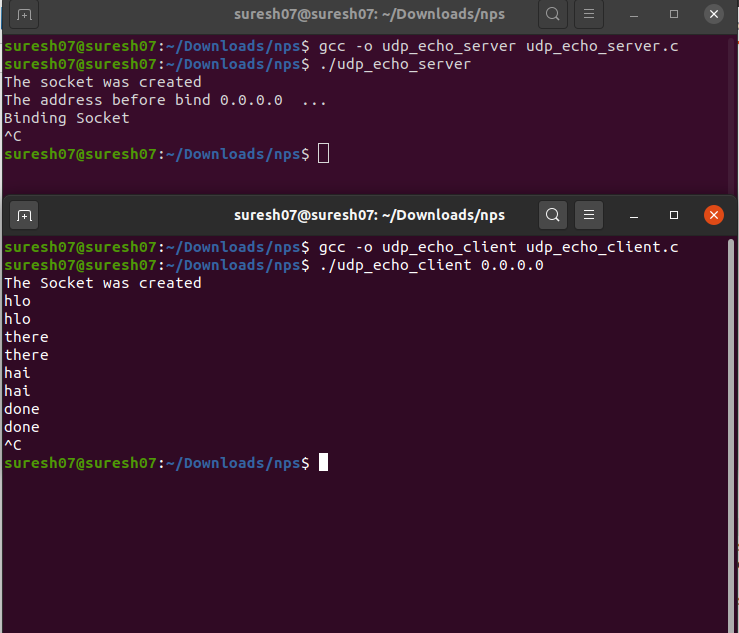 suresh07@suresh07: ~/Downloads/nps
suresh07@suresh07:~/Downloads/nps$ gcc -o udp_echo_server udp_echo_server.c
suresh07@suresh07:~/Downloads/nps$ ./udp_echo_server
The socket was created
The address before bind 0.0.0.0  ...
Binding Socket
^C
suresh07@suresh07:~/Downloads/nps$
suresh07@suresh07: ~/Downloads/nps
suresh07@suresh07:~/Downloads/nps$ gcc -o udp_echo_client udp_echo_client.c
suresh07@suresh07:~/Downloads/nps$ ./udp_echo_client 0.0.0.0
The Socket was created
hlo
hlo
there
there
hai
hai
done
done
^C
suresh07@suresh07:~/Downloads/nps$